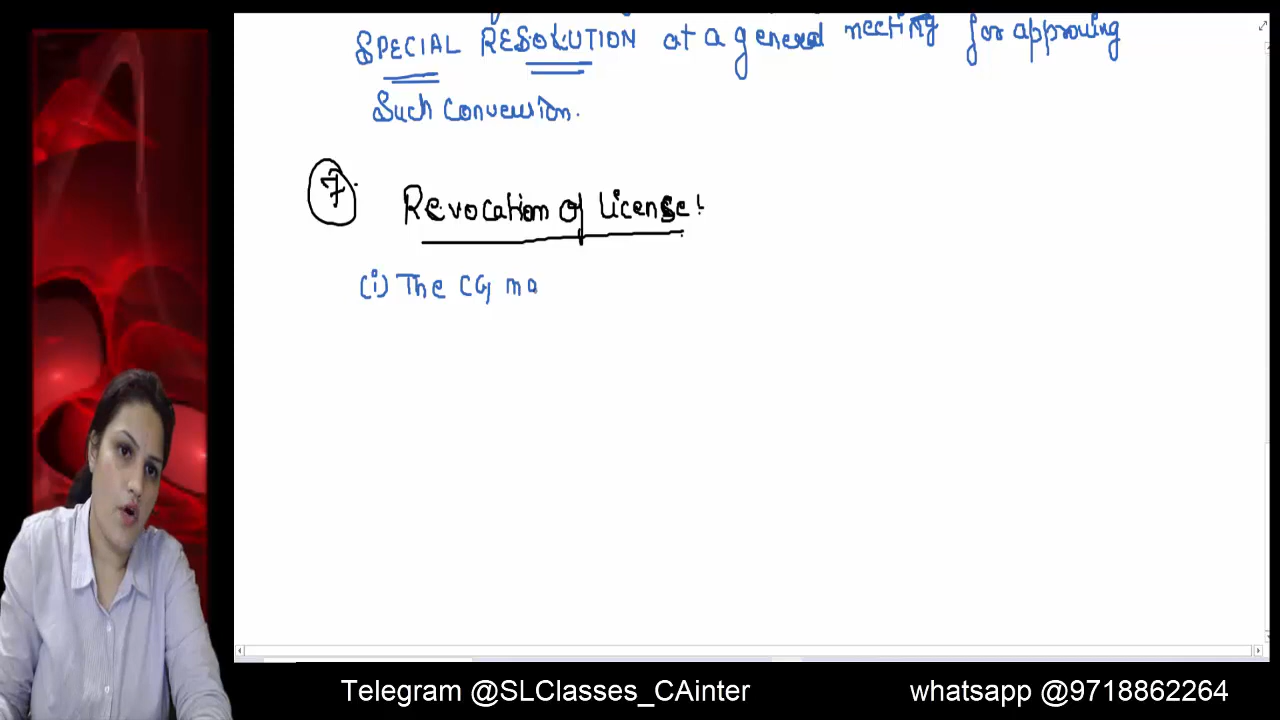 SPECIAL RESOLUTION at a general meeting for approving
Such conversion.
7 Revocation of License:
(i) The CG ma
Telegram @SLClasses_CAinter whatsapp @9718862264